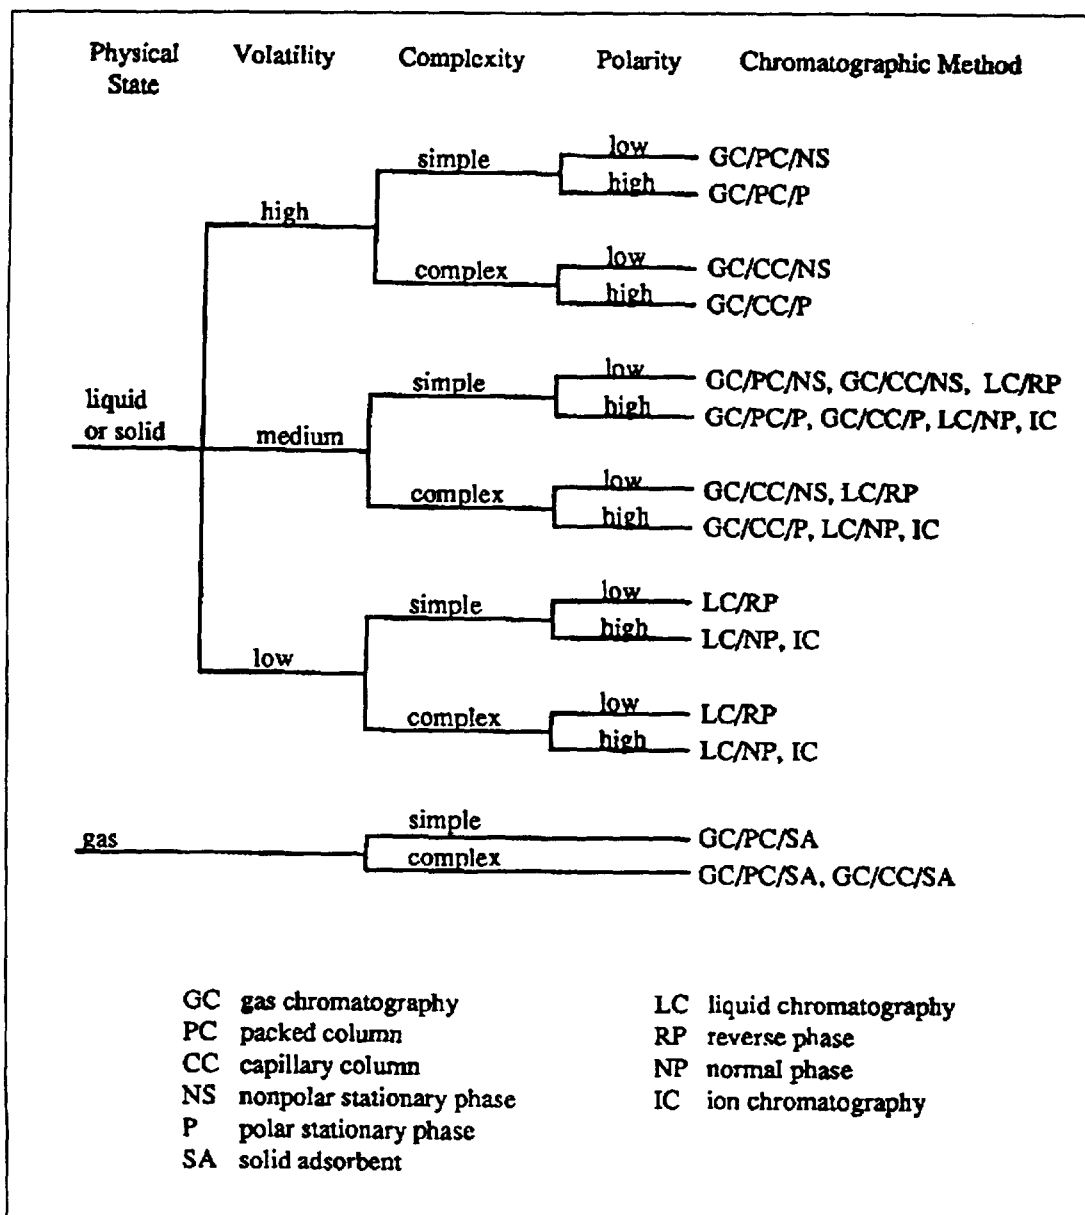 Physical State Volatility Complexity Polarity Chromatographic Method
simple low GC/PC/NS
high GC/PC/P
high
complex low GC/CC/NS
high GC/CC/P
simple low GC/PC/NS, GC/CC/NS, LC/RP
high GC/PC/P, GC/CC/P, LC/NP, IC
liquid
or solid medium
complex low GC/CC/NS, LC/RP
high GC/CC/P, LC/NP, IC
simple low LC/RP
high LC/NP, IC
low
complex low LC/RP
high LC/NP, IC
gas simple GC/PC/SA
complex GC/PC/SA, GC/CC/SA
GC gas chromatography
PC packed column
CC capillary column
NS nonpolar stationary phase
P polar stationary phase
SA solid adsorbent
LC liquid chromatography
RP reverse phase
NP normal phase
IC ion chromatography